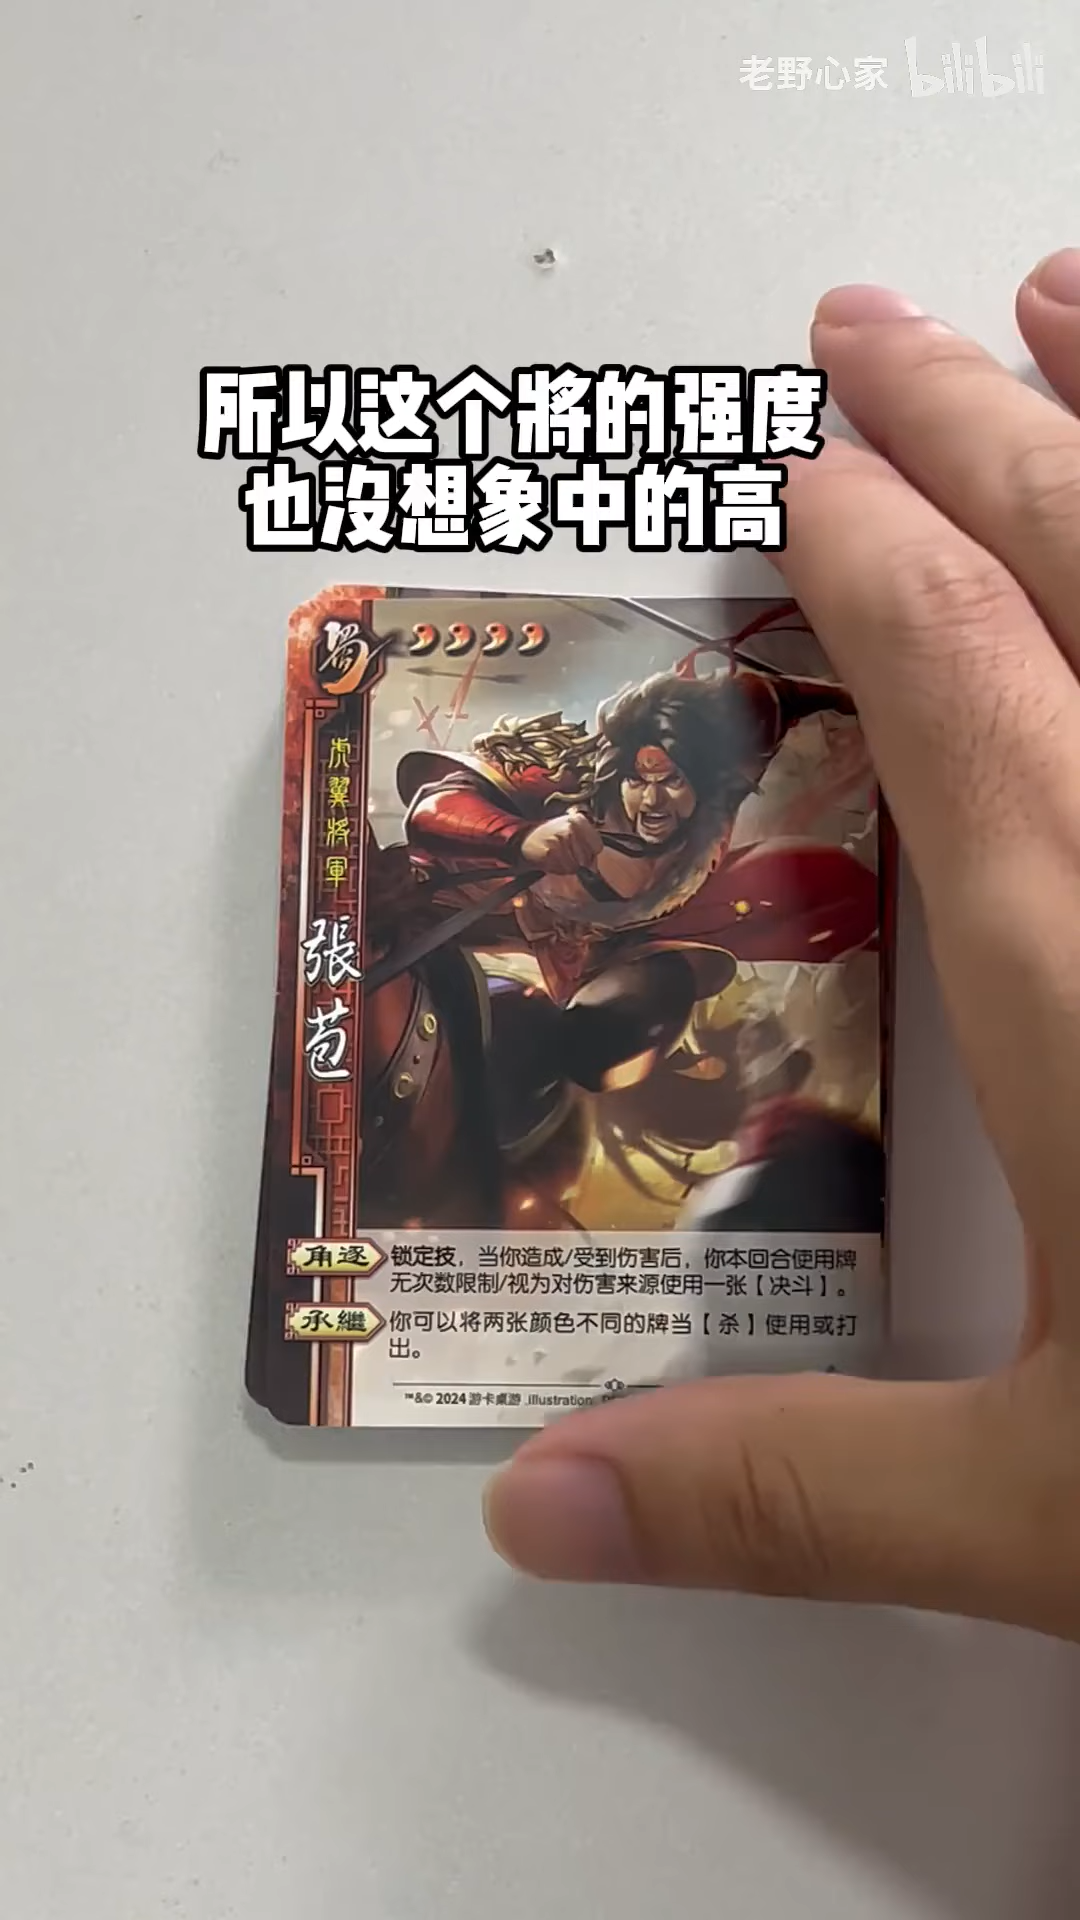 老野心家 bilibili
所以这个將的强度
也没想象中的高
蜀
虎翼將軍
張苞
角逐 锁定技，当你造成/受到伤害后，你本回合使用牌
无次数限制/视为对伤害来源使用一张【决斗】。
承繼 你可以将两张颜色不同的牌当【杀】使用或打
出。
™&© 2024 游卡桌游 .illustration.